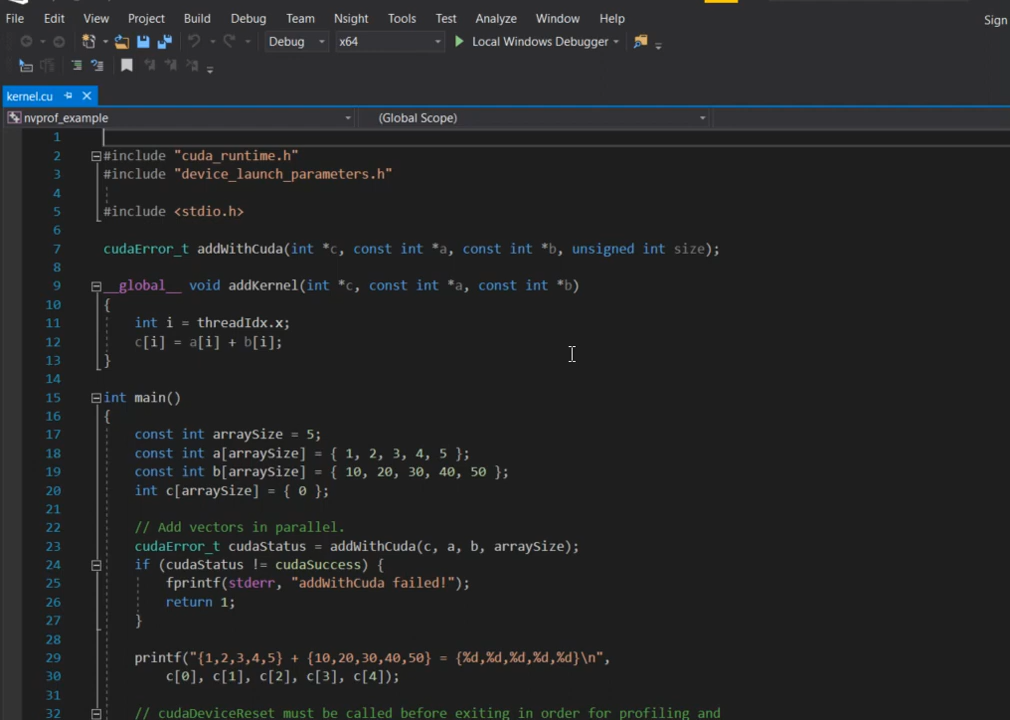 File Edit View Project Build Debug Team Nsight Tools Test Analyze Window Help
Sign
Debug x64 Local Windows Debugger
kernel.cu
nvprof_example (Global Scope)
1
2 #include "cuda_runtime.h"
3 #include "device_launch_parameters.h"
4
5 #include <stdio.h>
6
7 cudaError_t addWithCuda(int *c, const int *a, const int *b, unsigned int size);
8
9 __global__ void addKernel(int *c, const int *a, const int *b)
10 {
11 int i = threadIdx.x;
12 c[i] = a[i] + b[i];
13 }
14
15 int main()
16 {
17 const int arraySize = 5;
18 const int a[arraySize] = { 1, 2, 3, 4, 5 };
19 const int b[arraySize] = { 10, 20, 30, 40, 50 };
20 int c[arraySize] = { 0 };
21
22 // Add vectors in parallel.
23 cudaError_t cudaStatus = addWithCuda(c, a, b, arraySize);
24 if (cudaStatus != cudaSuccess) {
25 fprintf(stderr, "addWithCuda failed!");
26 return 1;
27 }
28
29 printf("{1,2,3,4,5} + {10,20,30,40,50} = {%d,%d,%d,%d,%d}\n",
30 c[0], c[1], c[2], c[3], c[4]);
31
32 // cudaDeviceReset must be called before exiting in order for profiling and